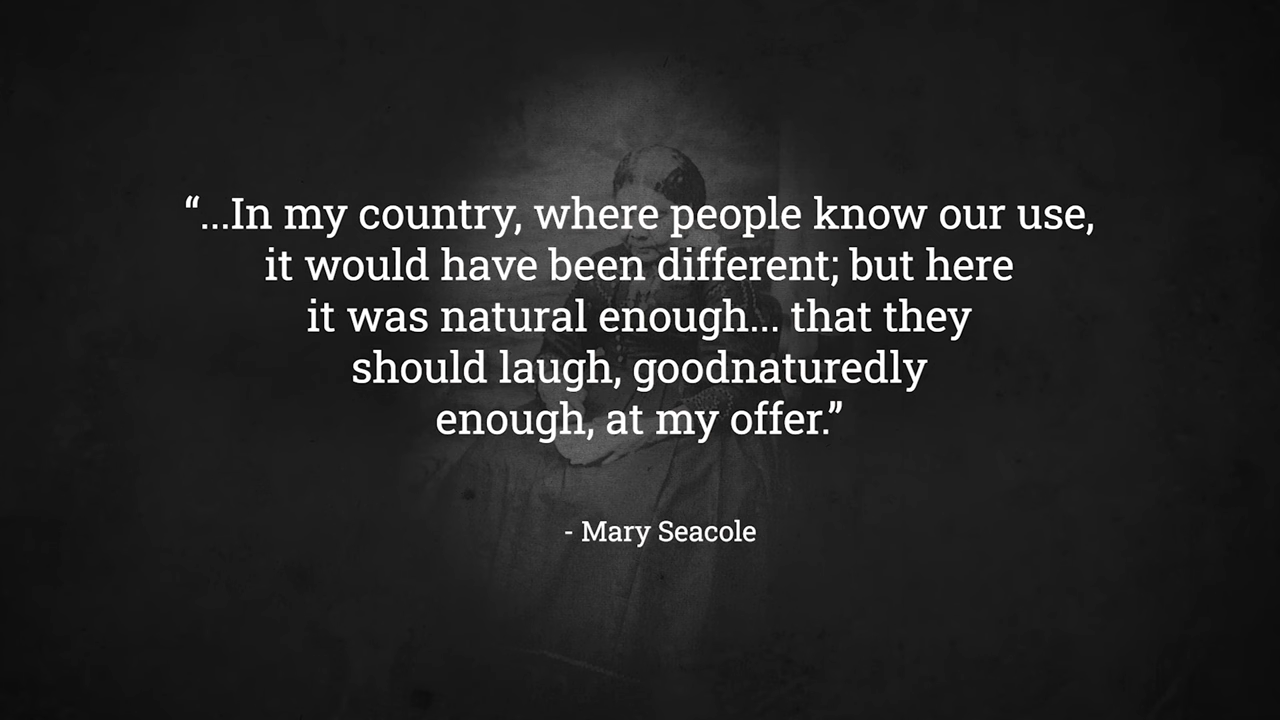 “...In my country, where people know our use,
it would have been different; but here
it was natural enough... that they
should laugh, goodnaturedly
enough, at my offer.”
- Mary Seacole